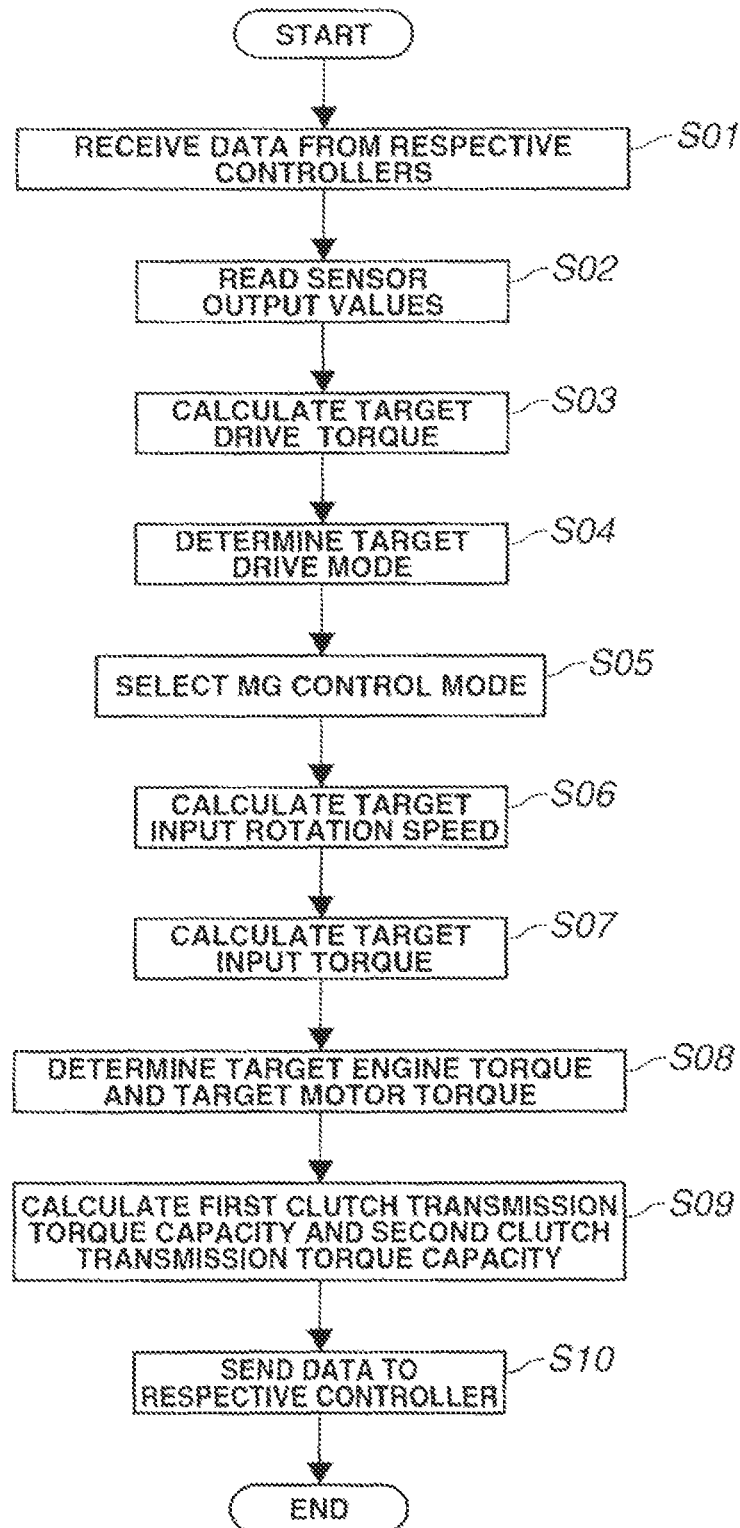 START
RECEIVE DATA FROM RESPECTIVE
CONTROLLERS
S01
READ SENSOR
OUTPUT VALUES
S02
CALCULATE TARGET
DRIVE TORQUE
S03
DETERMINE TARGET
DRIVE MODE
S04
SELECT MG CONTROL MODE
S05
CALCULATE TARGET
INPUT ROTATION SPEED
S06
CALCULATE TARGET
INPUT TORQUE
S07
DETERMINE TARGET ENGINE TORQUE
AND TARGET MOTOR TORQUE
S08
CALCULATE FIRST CLUTCH TRANSMISSION
TORQUE CAPACITY AND SECOND CLUTCH
TRANSMISSION TORQUE CAPACITY
S09
SEND DATA TO
RESPECTIVE CONTROLLER
S10
END